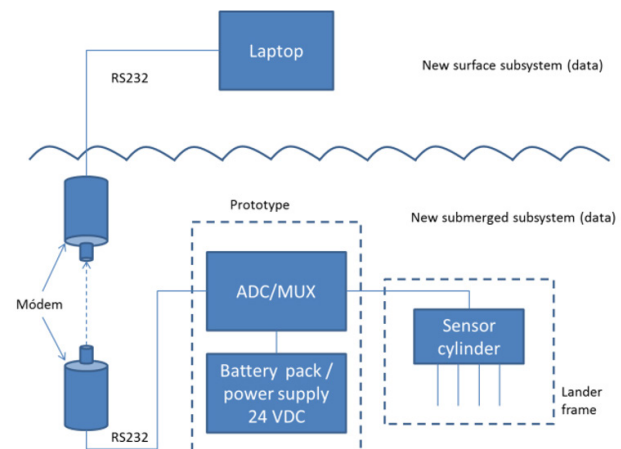 Laptop
New surface subsystem (data)
RS232
Prototype
New submerged subsystem (data)
Módem
ADC/MUX
Sensor
cylinder
Battery pack /
power supply
24 VDC
Lander
frame
RS232